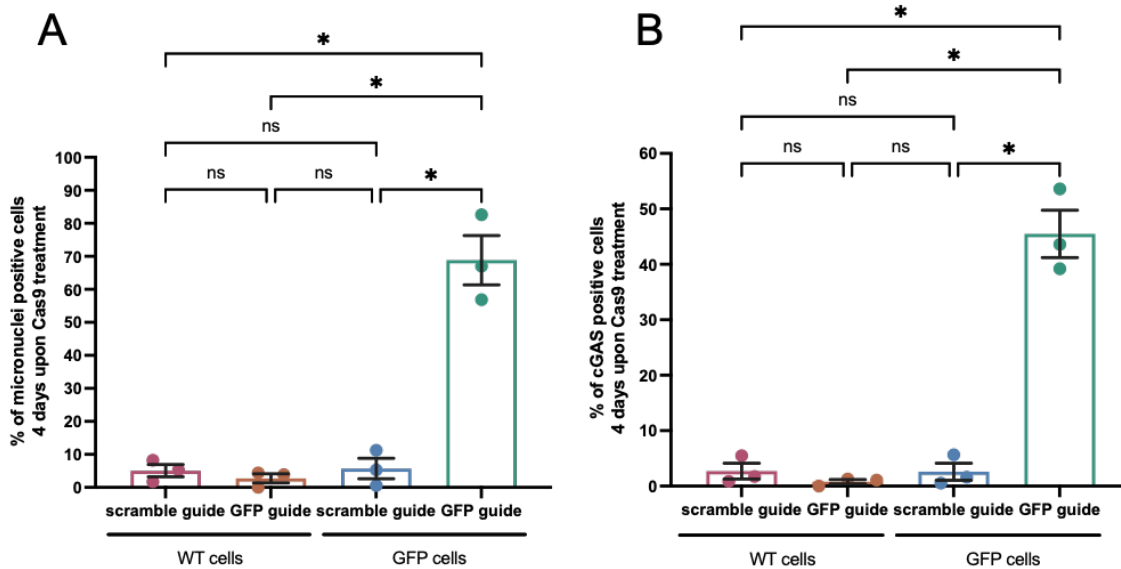 A
*
*
ns
ns
ns
*
% of micronuclei positive cells
4 days upon Cas9 treatment
100
90
80
70
60
50
40
30
20
10
0
scramble guide GFP guide scramble guide GFP guide
WT cells GFP cells
B
*
*
ns
ns
ns
*
% of cGAS positive cells
4 days upon Cas9 treatment
60
50
40
30
20
10
0
scramble guide GFP guide scramble guide GFP guide
WT cells GFP cells